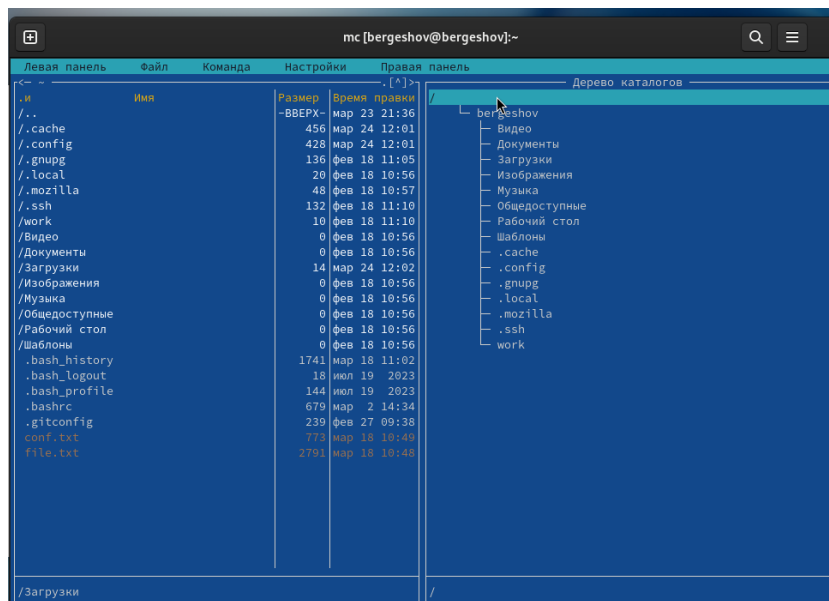 mc [bergeshov@bergeshov]:~
Левая панель Файл Команда Настройки Правая панель
<— ~ .[^]>
.и Имя Размер Время правки
/.. -ВВЕРХ- мар 23 21:36
/.cache 456 мар 24 12:01
/.config 428 мар 24 12:01
/.gnupg 136 фев 18 11:05
/.local 20 фев 18 10:56
/.mozilla 48 фев 18 10:57
/.ssh 132 фев 18 11:10
/work 10 фев 18 11:10
/Видео 0 фев 18 10:56
/Документы 0 фев 18 10:56
/Загрузки 14 мар 24 12:02
/Изображения 0 фев 18 10:56
/Музыка 0 фев 18 10:56
/Общедоступные 0 фев 18 10:56
/Рабочий стол 0 фев 18 10:56
/Шаблоны 0 фев 18 10:56
.bash_history 1741 мар 18 11:02
.bash_logout 18 июл 19 2023
.bash_profile 144 июл 19 2023
.bashrc 679 мар 2 14:34
.gitconfig 239 фев 27 09:38
conf.txt 773 мар 18 10:49
file.txt 2791 мар 18 10:48
/Загрузки
Дерево каталогов
/
bergeshov
Видео
Документы
Загрузки
Изображения
Музыка
Общедоступные
Рабочий стол
Шаблоны
.cache
.config
.gnupg
.local
.mozilla
.ssh
work
/